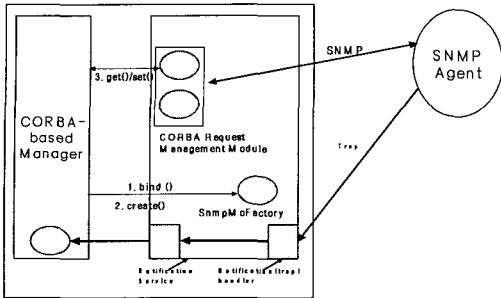 SNMP
SNMP
Agent
3. get()/set()
CORBA-
based
Manager
CORBA Request
Management Module
Trap
1. bind ()
2. create()
SnmpMoFactory
Notification
Service
Notification(trap)
handler